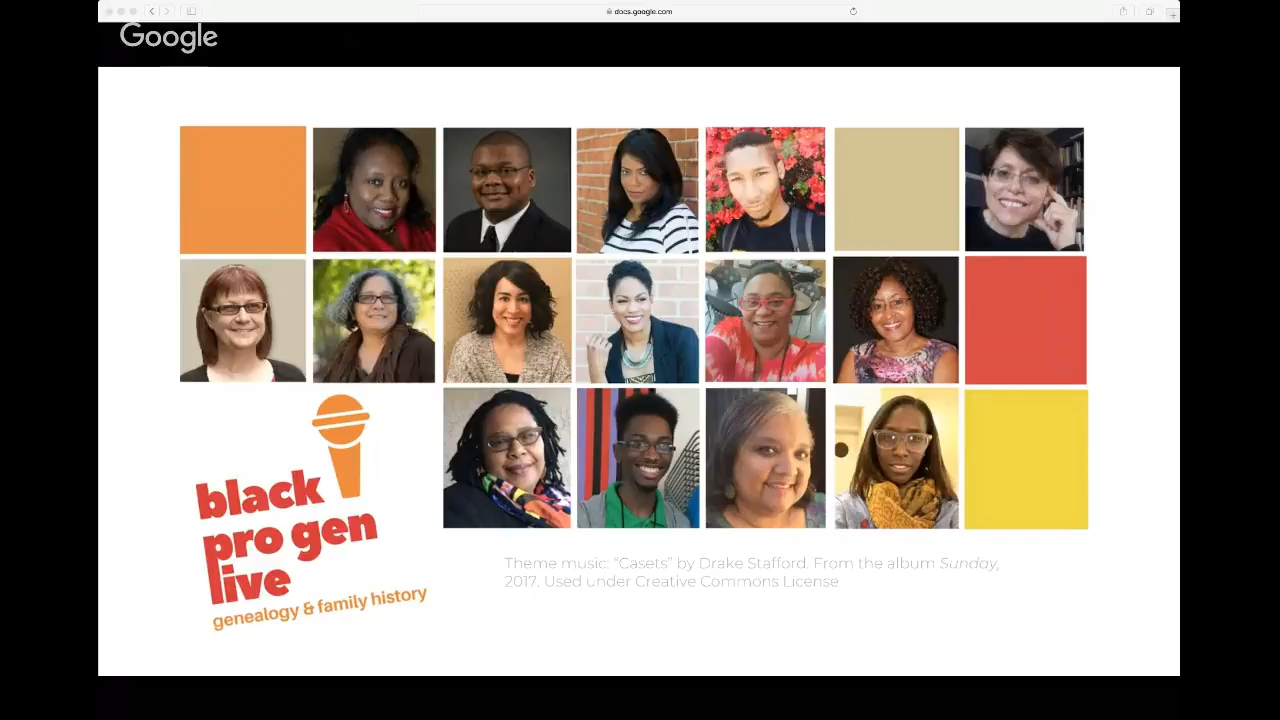 docs.google.com
Google
black
pro gen
live
genealogy & family history
Theme music: “Casets” by Drake Stafford. From the album Sunday,
2017. Used under Creative Commons License